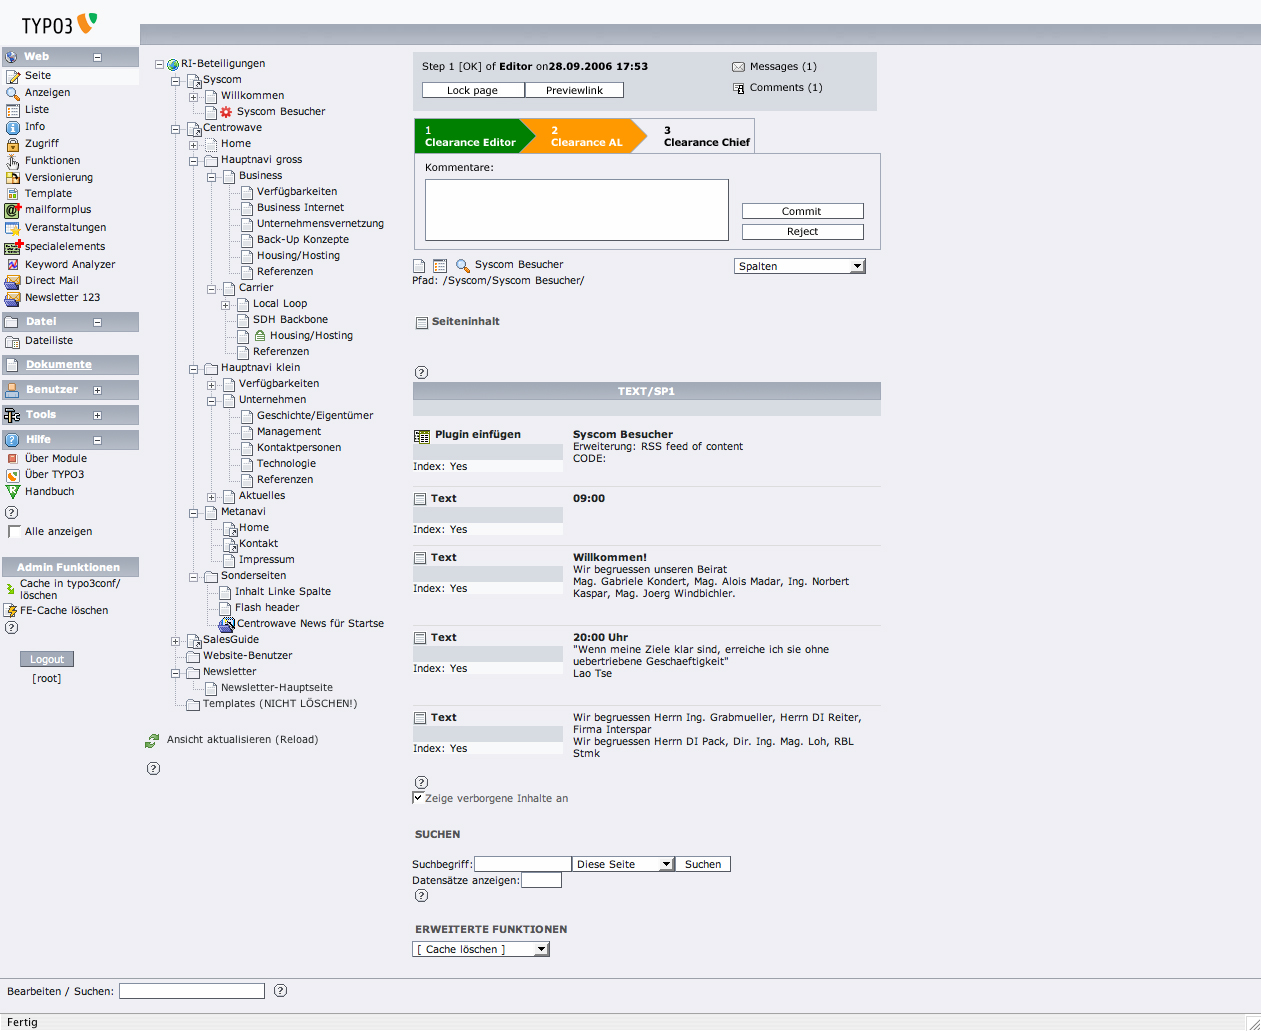 TYPO3
Web
Seite
Anzeigen
Liste
Info
Zugriff
Funktionen
Versionierung
Template
mailformplus
Veranstaltungen
specialelements
Keyword Analyzer
Direct Mail
Newsletter 123
Datei
Dateiliste
Dokumente
Benutzer
Tools
Hilfe
Über Module
Über TYPO3
Handbuch
Alle anzeigen
Admin Funktionen
Cache in typo3conf/
löschen
FE-Cache löschen
Logout
[root]
RI-Beteiligungen
Syscom
Willkommen
Syscom Besucher
Centrowave
Home
Hauptnavi gross
Business
Verfügbarkeiten
Business Internet
Unternehmensvernetzung
Back-Up Konzepte
Housing/Hosting
Referenzen
Carrier
Local Loop
SDH Backbone
Housing/Hosting
Referenzen
Hauptnavi klein
Verfügbarkeiten
Unternehmen
Geschichte/Eigentümer
Management
Kontaktpersonen
Technologie
Referenzen
Aktuelles
Metanavi
Home
Kontakt
Impressum
Sonderseiten
Inhalt Linke Spalte
Flash header
Centrowave News für Startse
SalesGuide
Website-Benutzer
Newsletter
Newsletter-Hauptseite
Templates (NICHT LÖSCHEN!)
Ansicht aktualisieren (Reload)
Step 1 [OK] of Editor on28.09.2006 17:53
Messages (1)
Lock page
Previewlink
Comments (1)
1
Clearance Editor
2
Clearance AL
3
Clearance Chief
Kommentare:
Commit
Reject
Syscom Besucher
Spalten
Pfad: /Syscom/Syscom Besucher/
Seiteninhalt
TEXT/SP1
Plugin einfügen
Index: Yes
Syscom Besucher
Erweiterung: RSS feed of content
CODE:
Text
Index: Yes
09:00
Text
Index: Yes
Willkommen!
Wir begruessen unseren Beirat
Mag. Gabriele Kondert, Mag. Alois Madar, Ing. Norbert
Kaspar, Mag. Joerg Windbichler.
Text
Index: Yes
20:00 Uhr
"Wenn meine Ziele klar sind, erreiche ich sie ohne
uebertriebene Geschaeftigkeit"
Lao Tse
Text
Index: Yes
Wir begruessen Herrn Ing. Grabmueller, Herrn DI Reiter,
Firma Interspar
Wir begruessen Herrn DI Pack, Dir. Ing. Mag. Loh, RBL
Stmk
Zeige verborgene Inhalte an
SUCHEN
Suchbegriff:
Diese Seite
Suchen
Datensätze anzeigen:
ERWEITERTE FUNKTIONEN
[ Cache löschen ]
Bearbeiten / Suchen:
Fertig